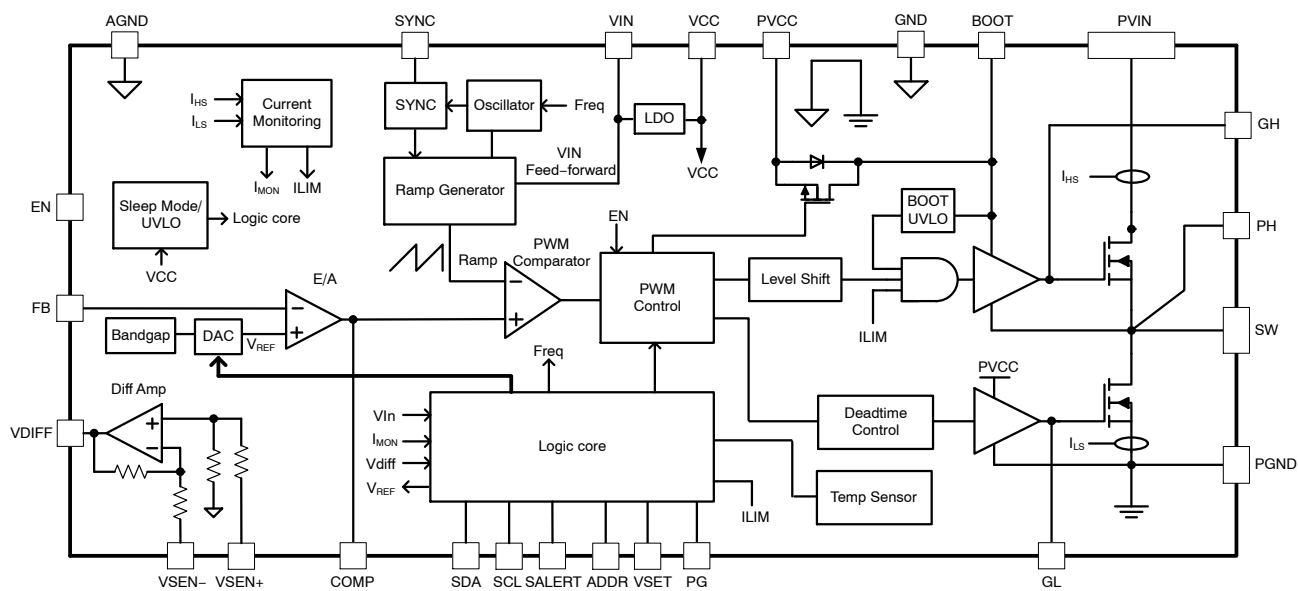 AGND
SYNC
VIN
VCC
PVCC
GND
BOOT
PVIN
IHS
ILS
Current
Monitoring
IMON
ILIM
SYNC
Oscillator
Freq
LDO
VCC
VIN
Feed−forward
Ramp Generator
GH
IHS
EN
Sleep Mode/
UVLO
Logic core
VCC
BOOT
UVLO
PH
EN
Ramp
PWM
Comparator
−
+
PWM
Control
Level Shift
ILIM
E/A
FB
−
+
Bandgap
DAC
VREF
SW
Freq
PVCC
Diff Amp
VDIFF
+
−
VIn
IMON
Vdiff
VREF
Logic core
Deadtime
Control
ILS
PGND
Temp Sensor
ILIM
VSEN−
VSEN+
COMP
SDA
SCL
SALERT
ADDR
VSET
PG
GL